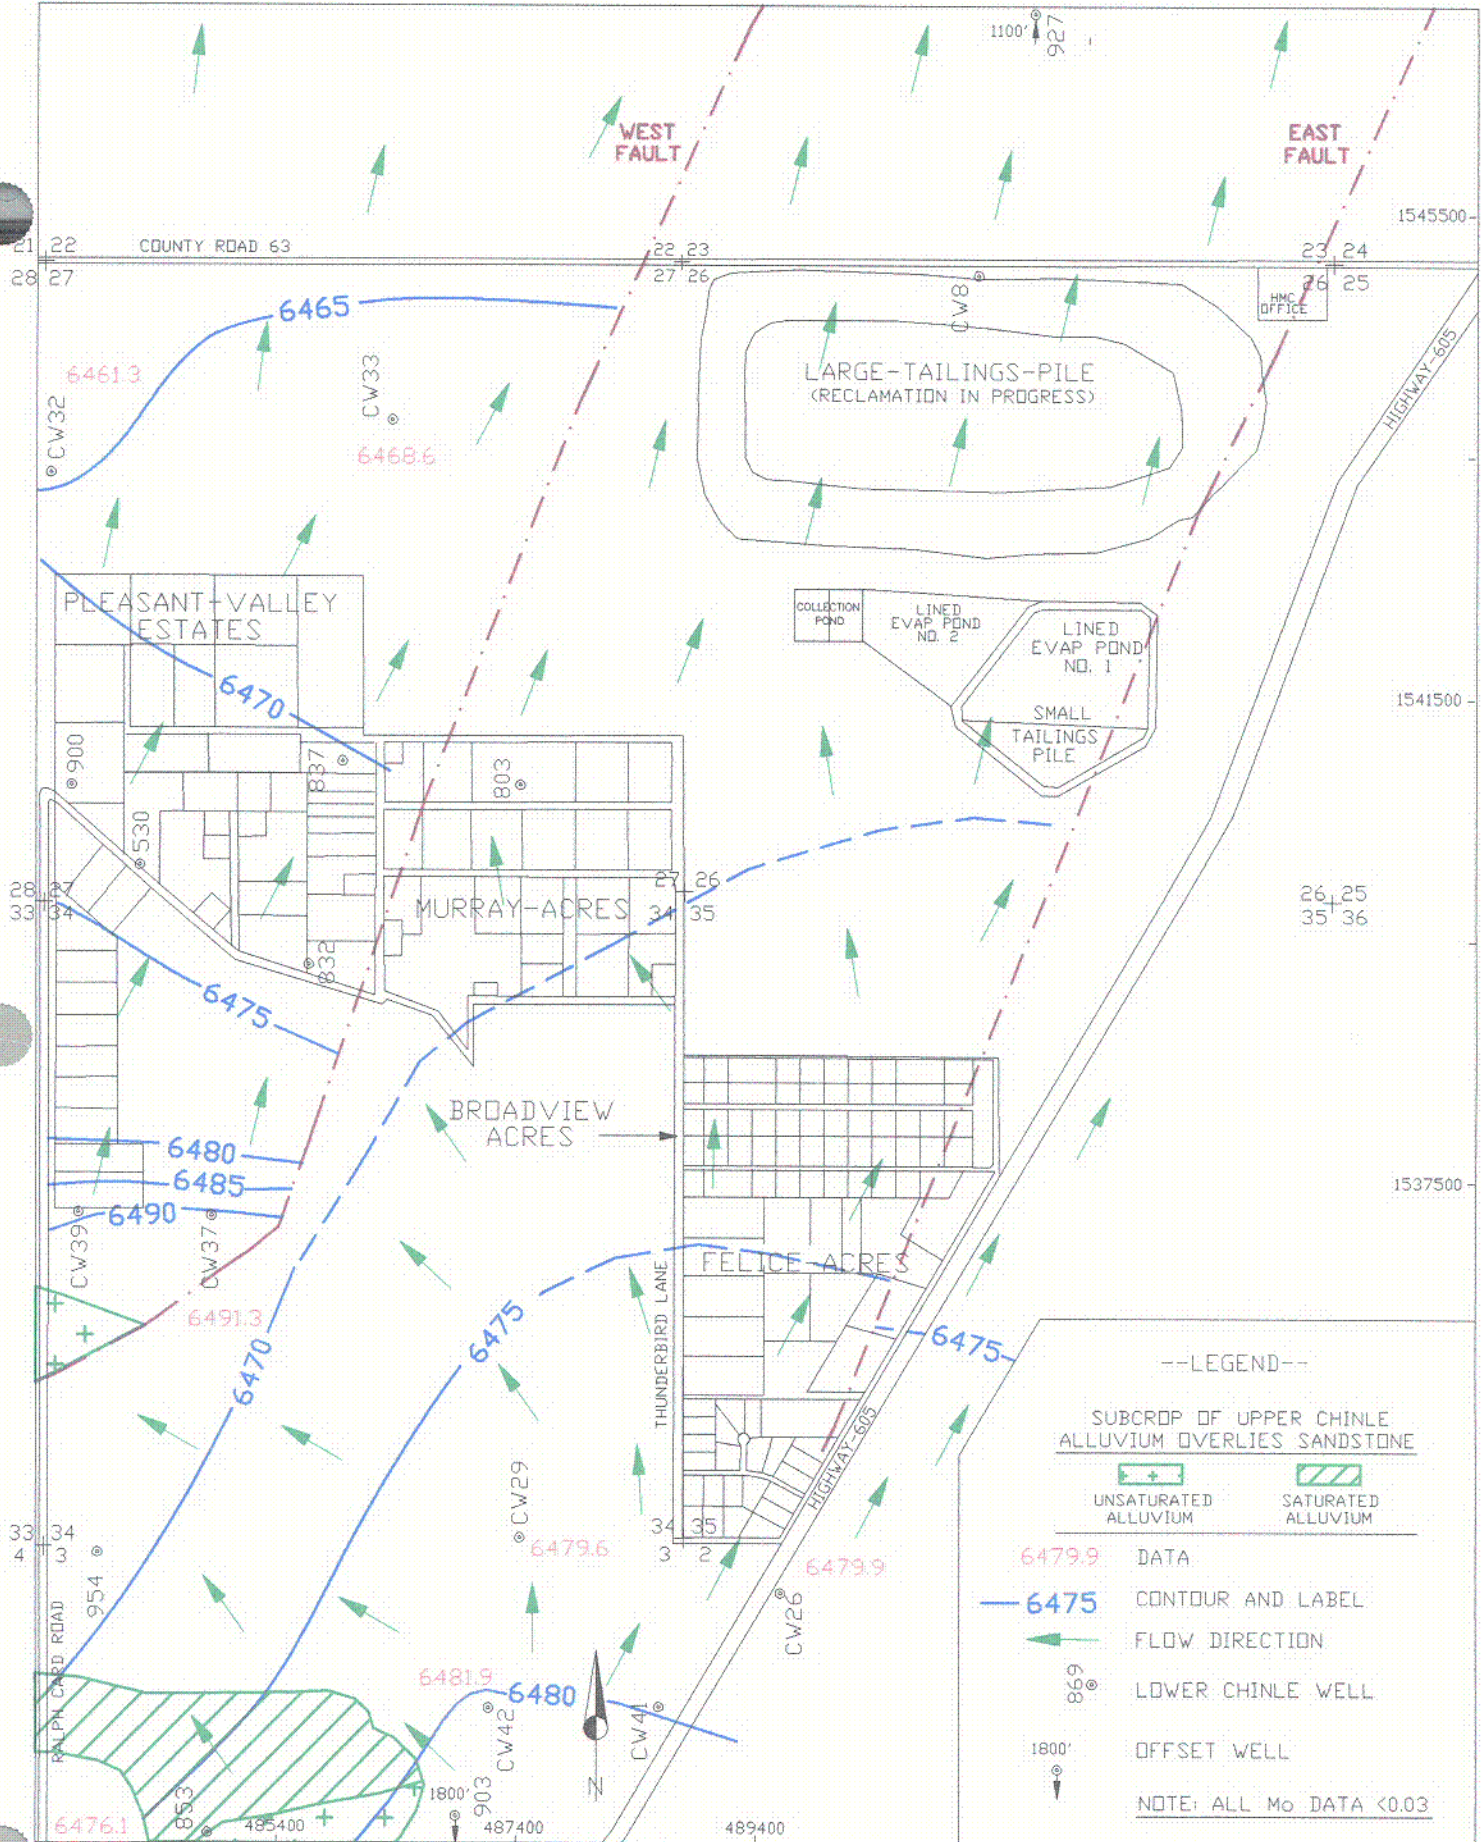 1100'
927
WEST
FAULT
EAST
FAULT
1545500
21 22
COUNTY ROAD 63
22 23
23 24
28 27
27 26
26 25
HMC
OFFICE
6465
CW8
HIGHWAY-605
6461.3
CW33
LARGE-TAILINGS-PILE
(RECLAMATION IN PROGRESS)
CW32
6468.6
PLEASANT-VALLEY
ESTATES
COLLECTION
POND
LINED
EVAP POND
NO. 2
LINED
EVAP POND
NO. 1
6470
1541500
SMALL
TAILINGS
PILE
900
837
803
530
28 27
33 34
27 26
34 35
26 25
35 36
MURRAY-ACRES
832
6475
BROADVIEW
ACRES
6480
6485
1537500
6490
CW39
CW37
FELICE-ACRES
THUNDERBIRD LANE
6491.3
6475
6470
6475
--LEGEND--
SUBCROP OF UPPER CHINLE
ALLUVIUM OVERLIES SANDSTONE
UNSATURATED
ALLUVIUM
SATURATED
ALLUVIUM
HIGHWAY-605
CW29
33 34
4 3
34 35
3 2
6479.6
6479.9
6479.9 DATA
954
CW26
6475 CONTOUR AND LABEL
RALPH CARD ROAD
FLOW DIRECTION
6481.9
6480
869
LOWER CHINLE WELL
CW42
CW41
1800'
OFFSET WELL
1800'
903
N
853
NOTE: ALL Mo DATA <0.03
6476.1
485400
487400
489400